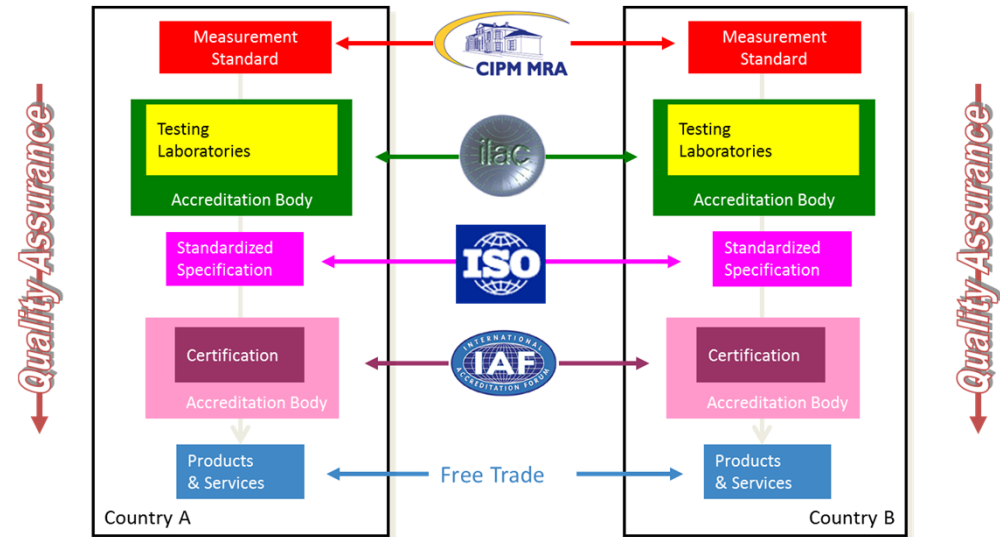 Quality Assurance
Measurement
Standard
Testing
Laboratories
Accreditation Body
Standardized
Specification
Certification
Accreditation Body
Products
& Services
Country A
CIPM MRA
ilac
ISO
INTERNATIONAL
IAF
ACCREDITATION FORUM
Free Trade
Measurement
Standard
Testing
Laboratories
Accreditation Body
Standardized
Specification
Certification
Accreditation Body
Products
& Services
Country B
Quality Assurance